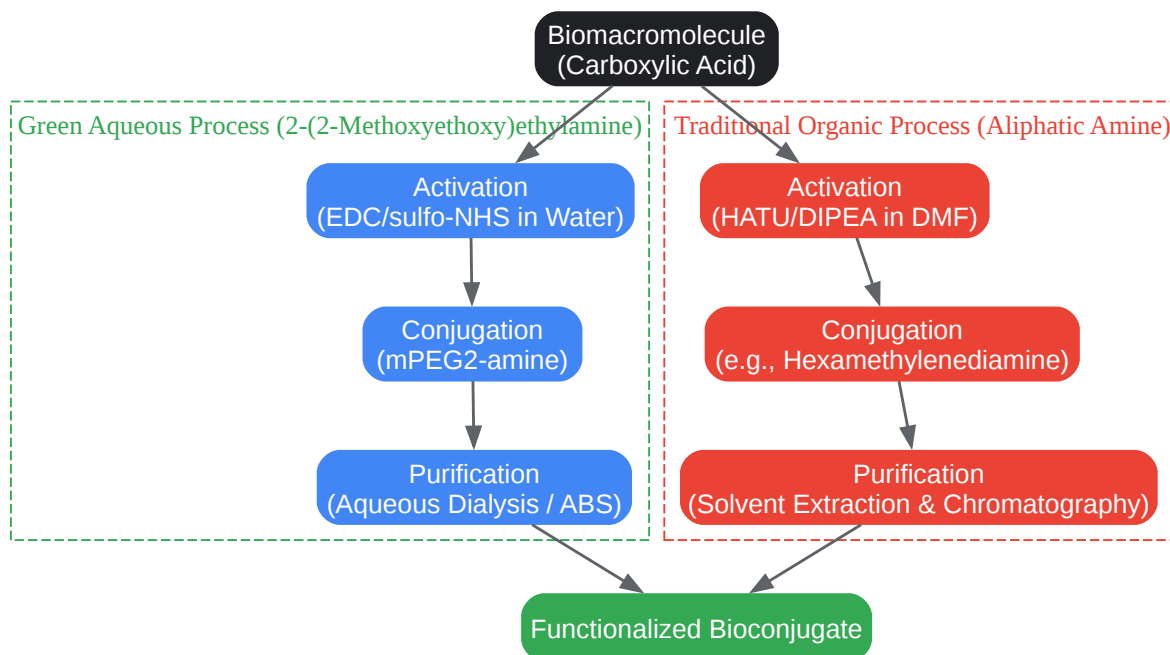 Biomacromolecule
(Carboxylic Acid)
Green Aqueous Process (2-(2-Methoxyethoxy)ethylamine)
Traditional Organic Process (Aliphatic Amine)
Activation
(EDC/sulfo-NHS in Water)
Activation
(HATU/DIPEA in DMF)
Conjugation
(mPEG2-amine)
Conjugation
(e.g., Hexamethylenediamine)
Purification
(Aqueous Dialysis / ABS)
Purification
(Solvent Extraction & Chromatography)
Functionalized Bioconjugate